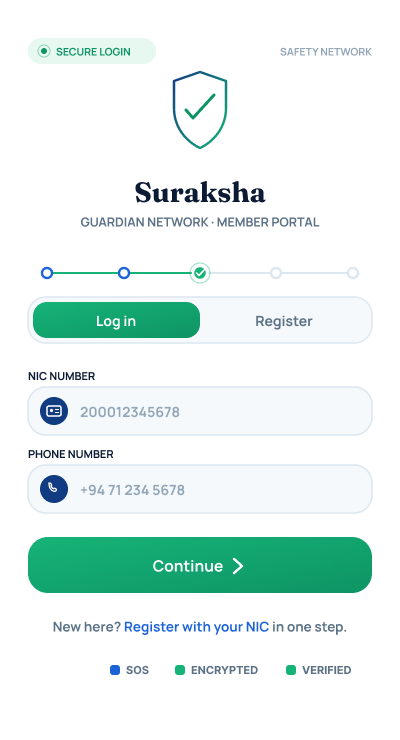 SECURE LOGIN
SAFETY NETWORK
Suraksha
GUARDIAN NETWORK · MEMBER PORTAL
Log in
Register
NIC NUMBER
200012345678
PHONE NUMBER
+94 71 234 5678
Continue
New here? Register with your NIC in one step.
SOS
ENCRYPTED
VERIFIED